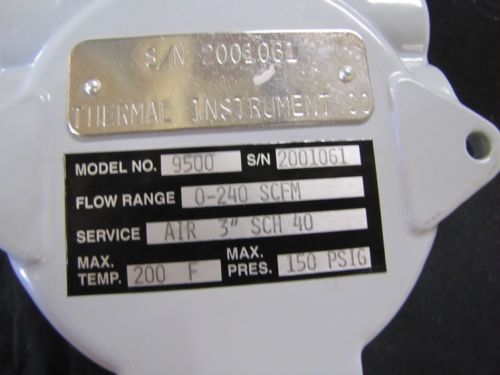 S/N 2001061
THERMAL INSTRUMENT CO
MODEL NO. 9500 S/N 2001061
FLOW RANGE 0-240 SCFM
SERVICE AIR 3" SCH 40
MAX. TEMP. 200 F MAX. PRES. 150 PSIG